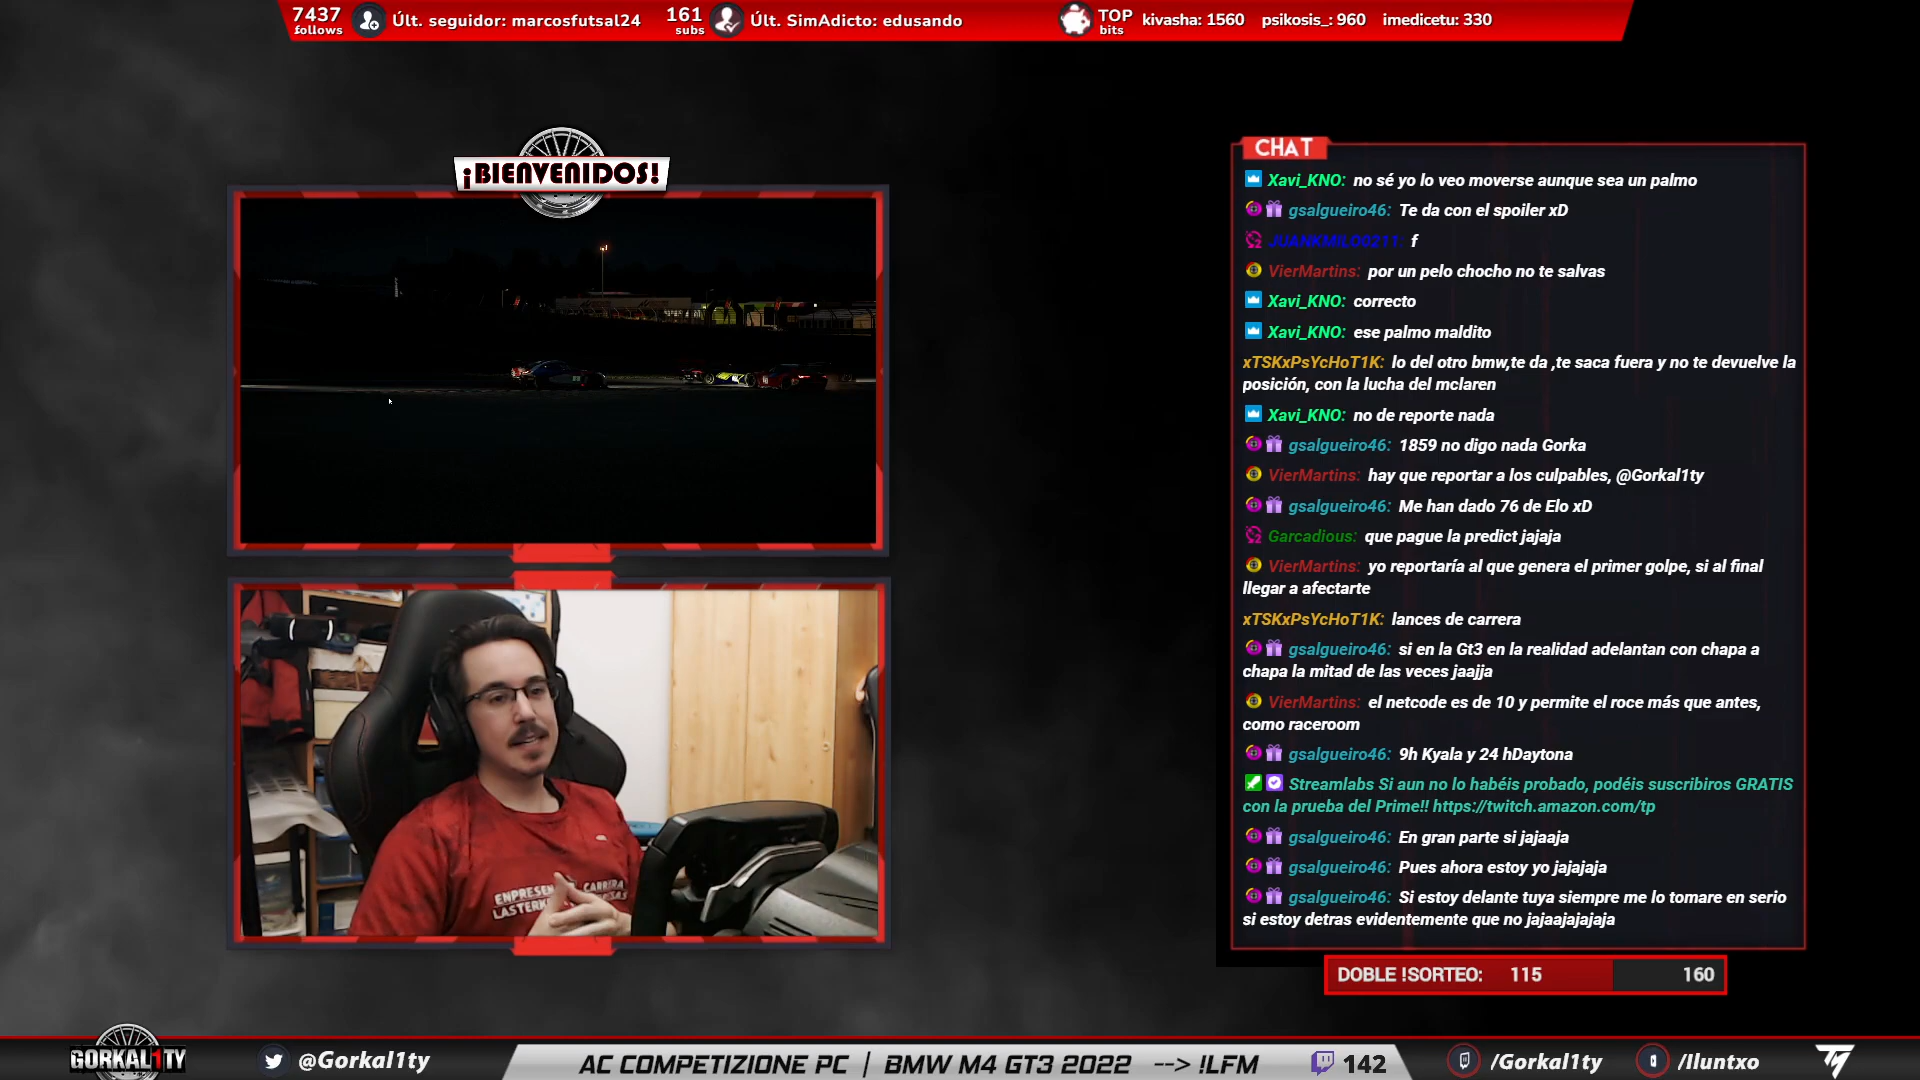 7437 follows
Últ. seguidor: marcosfutsal24
161 subs
Últ. SimAdicto: edusando
TOP bits
kivasha: 1560 psikosis_: 960 imedicetu: 330
¡BIENVENIDOS!
CHAT
Xavi_KNO: no sé yo lo veo moverse aunque sea un palmo
gsalgueiro46: Te da con el spoiler xD
JUANKMILO0211: f
VierMartins: por un pelo chocho no te salvas
Xavi_KNO: correcto
Xavi_KNO: ese palmo maldito
xTSKxPsYcHoT1K: lo del otro bmw,te da ,te saca fuera y no te devuelve la
posición, con la lucha del mclaren
Xavi_KNO: no de reporte nada
gsalgueiro46: 1859 no digo nada Gorka
VierMartins: hay que reportar a los culpables, @Gorkal1ty
gsalgueiro46: Me han dado 76 de Elo xD
Garcadious: que pague la predict jajaja
VierMartins: yo reportaría al que genera el primer golpe, si al final
llegar a afectarte
xTSKxPsYcHoT1K: lances de carrera
gsalgueiro46: si en la Gt3 en la realidad adelantan con chapa a
chapa la mitad de las veces jaajja
VierMartins: el netcode es de 10 y permite el roce más que antes,
como raceroom
gsalgueiro46: 9h Kyala y 24 hDaytona
Streamlabs Si aun no lo habéis probado, podéis suscribiros GRATIS
con la prueba del Prime!! https://twitch.amazon.com/tp
gsalgueiro46: En gran parte si jajaaja
gsalgueiro46: Pues ahora estoy yo jajajaja
gsalgueiro46: Si estoy delante tuya siempre me lo tomare en serio
si estoy detras evidentemente que no jajaajajajaja
DOBLE !SORTEO: 115 160
GORKAL1TY
@Gorkal1ty
AC COMPETIZIONE PC | BMW M4 GT3 2022 --> !LFM
142
/Gorkal1ty
/Iluntxo